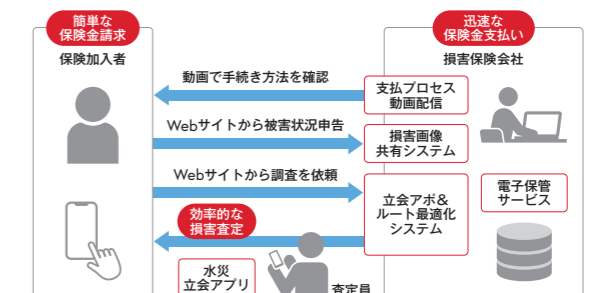 簡単な
保険金請求
迅速な
保険金支払い
保険加入者
損害保険会社
動画で手続き方法を確認
支払プロセス
動画配信
Webサイトから被害状況申告
損害画像
共有システム
Webサイトから調査を依頼
立会アポ&
ルート最適化
システム
電子保管
サービス
効率的な
損害査定
水災
立会アプリ
査定員